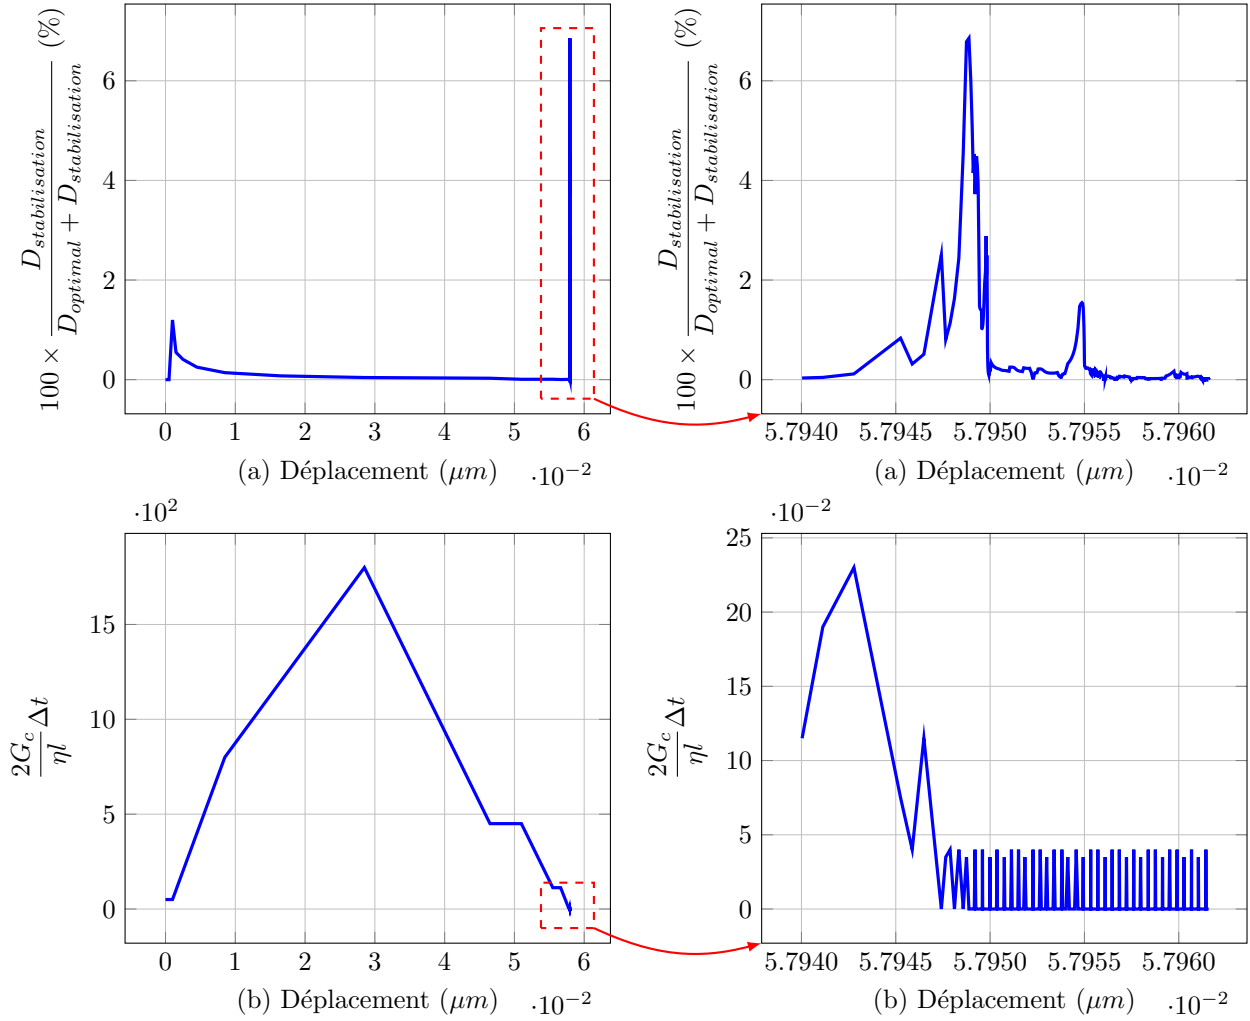 100 × D_stabilisation / (D_optimal + D_stabilisation) (%)
6
4
2
0
0 1 2 3 4 5 6
(a) Déplacement (μm) ·10⁻²
100 × D_stabilisation / (D_optimal + D_stabilisation) (%)
6
4
2
0
5.7940 5.7945 5.7950 5.7955 5.7960
(a) Déplacement (μm) ·10⁻²
·10²
2G_c / ηl Δt
15
10
5
0
0 1 2 3 4 5 6
(b) Déplacement (μm) ·10⁻²
·10⁻²
2G_c / ηl Δt
25
20
15
10
5
0
5.7940 5.7945 5.7950 5.7955 5.7960
(b) Déplacement (μm) ·10⁻²